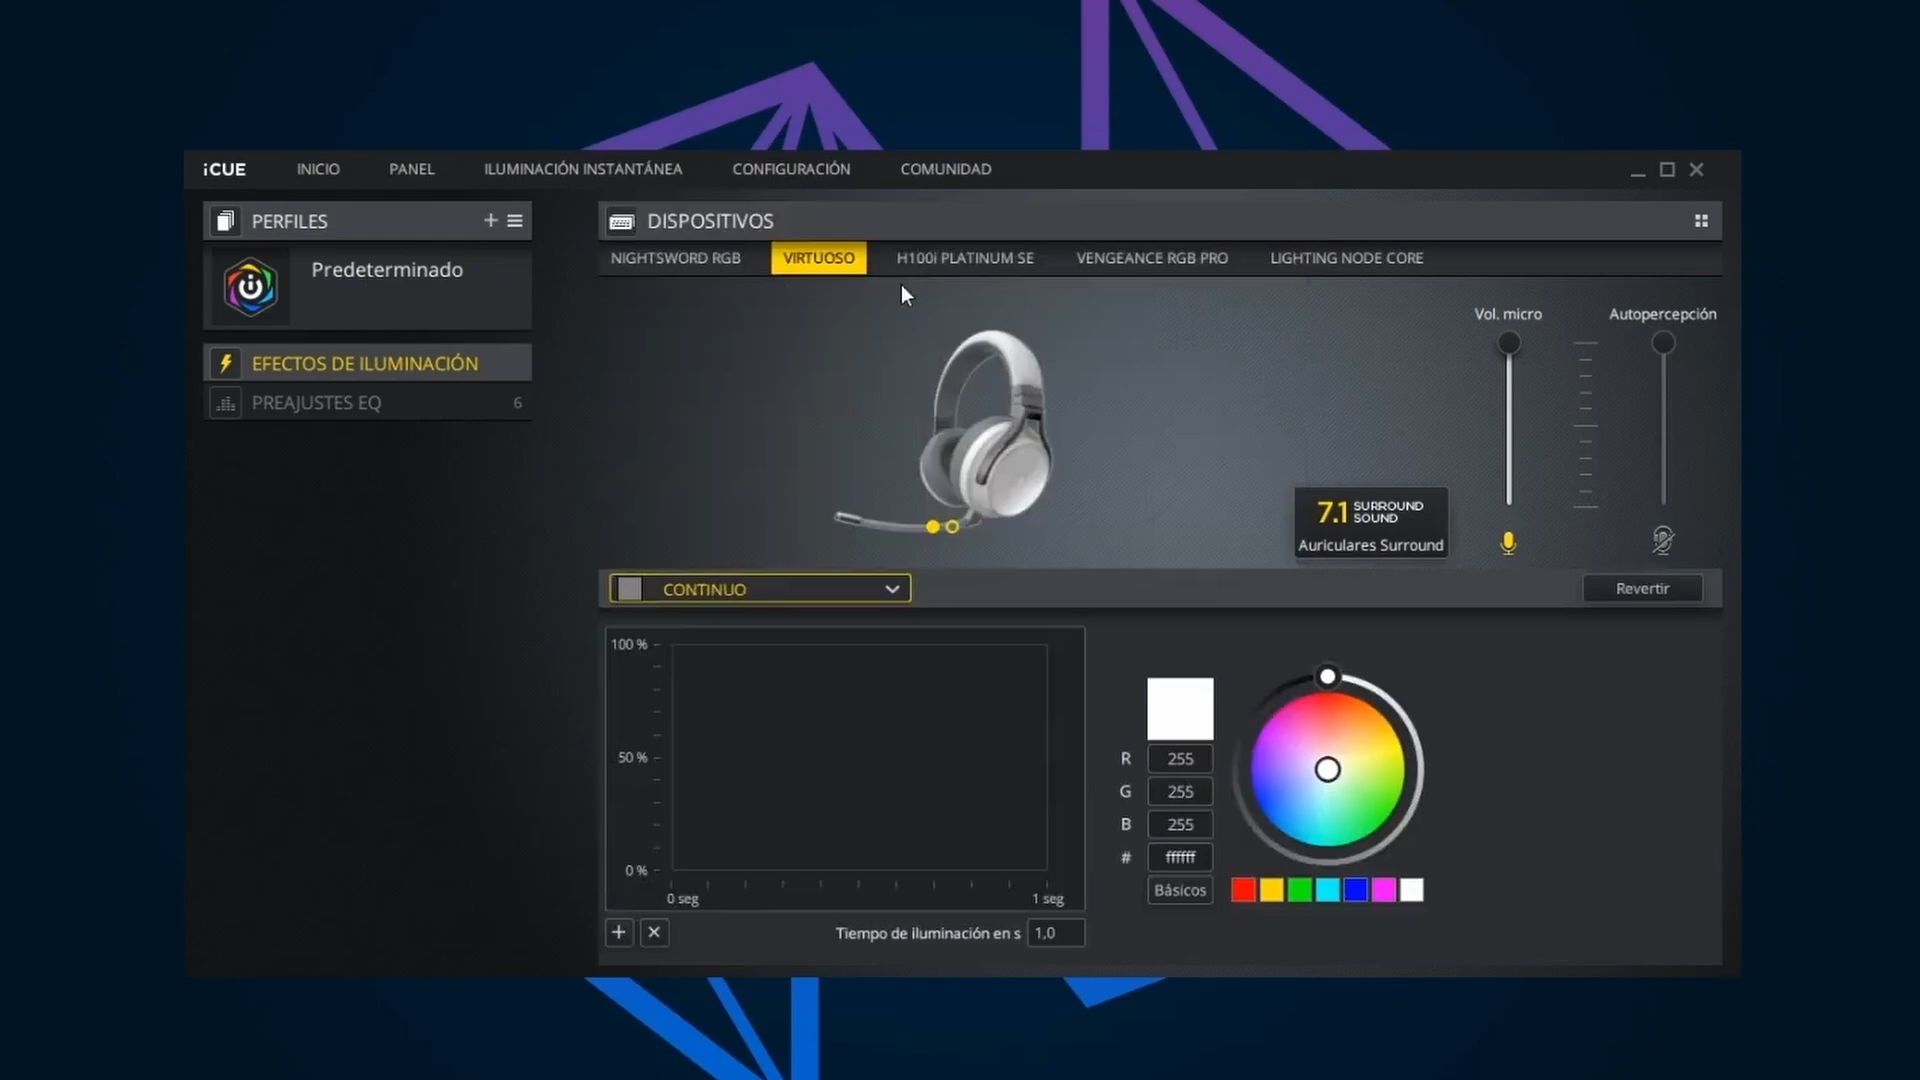 iCUE INICIO PANEL ILUMINACIÓN INSTANTÁNEA CONFIGURACIÓN COMUNIDAD
PERFILES
Predeterminado
EFECTOS DE ILUMINACIÓN
PREAJUSTES EQ 6
DISPOSITIVOS
NIGHTSWORD RGB VIRTUOSO H100i PLATINUM SE VENGEANCE RGB PRO LIGHTING NODE CORE
Vol. micro Autopercepción
7.1 SURROUND
SOUND
Auriculares Surround
CONTINUO Revertir
100 %
50 %
0 %
0 seg 1 seg
Tiempo de iluminación en s 1,0
R 255
G 255
B 255
# ffffff
Básicos